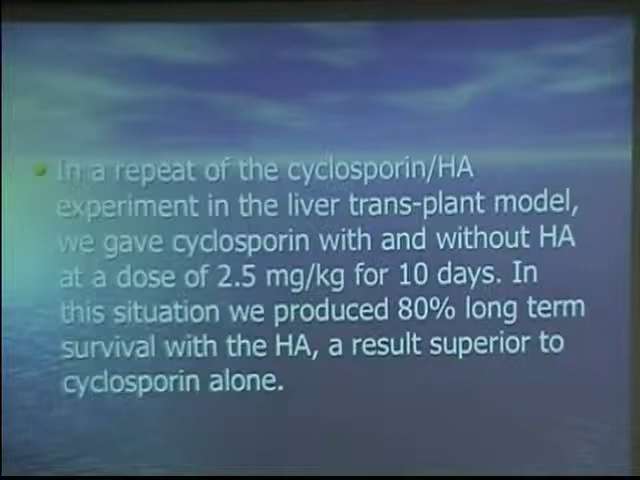 In a repeat of the cyclosporin/HA
experiment in the liver trans-plant model,
we gave cyclosporin with and without HA
at a dose of 2.5 mg/kg for 10 days. In
this situation we produced 80% long term
survival with the HA, a result superior to
cyclosporin alone.